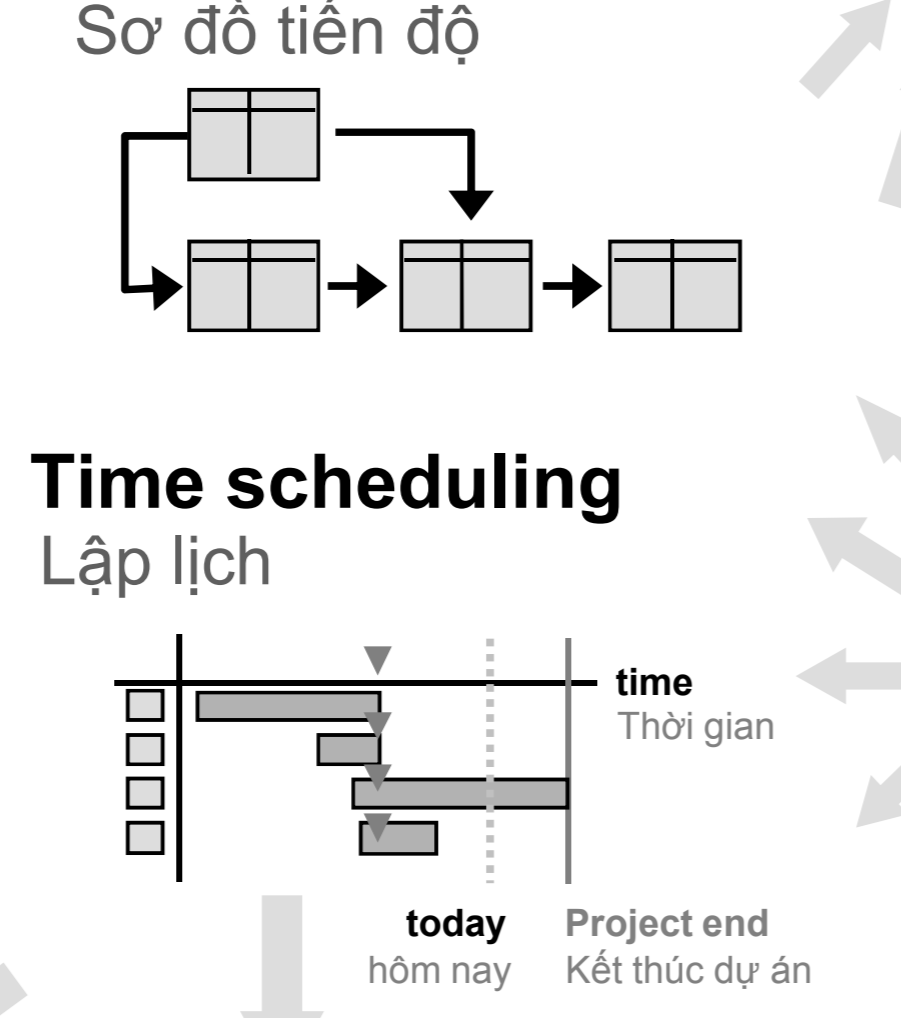 Sơ đồ tiến độ
Time scheduling
Lập lịch
time
Thời gian
today
hôm nay
Project end
Kết thúc dự án